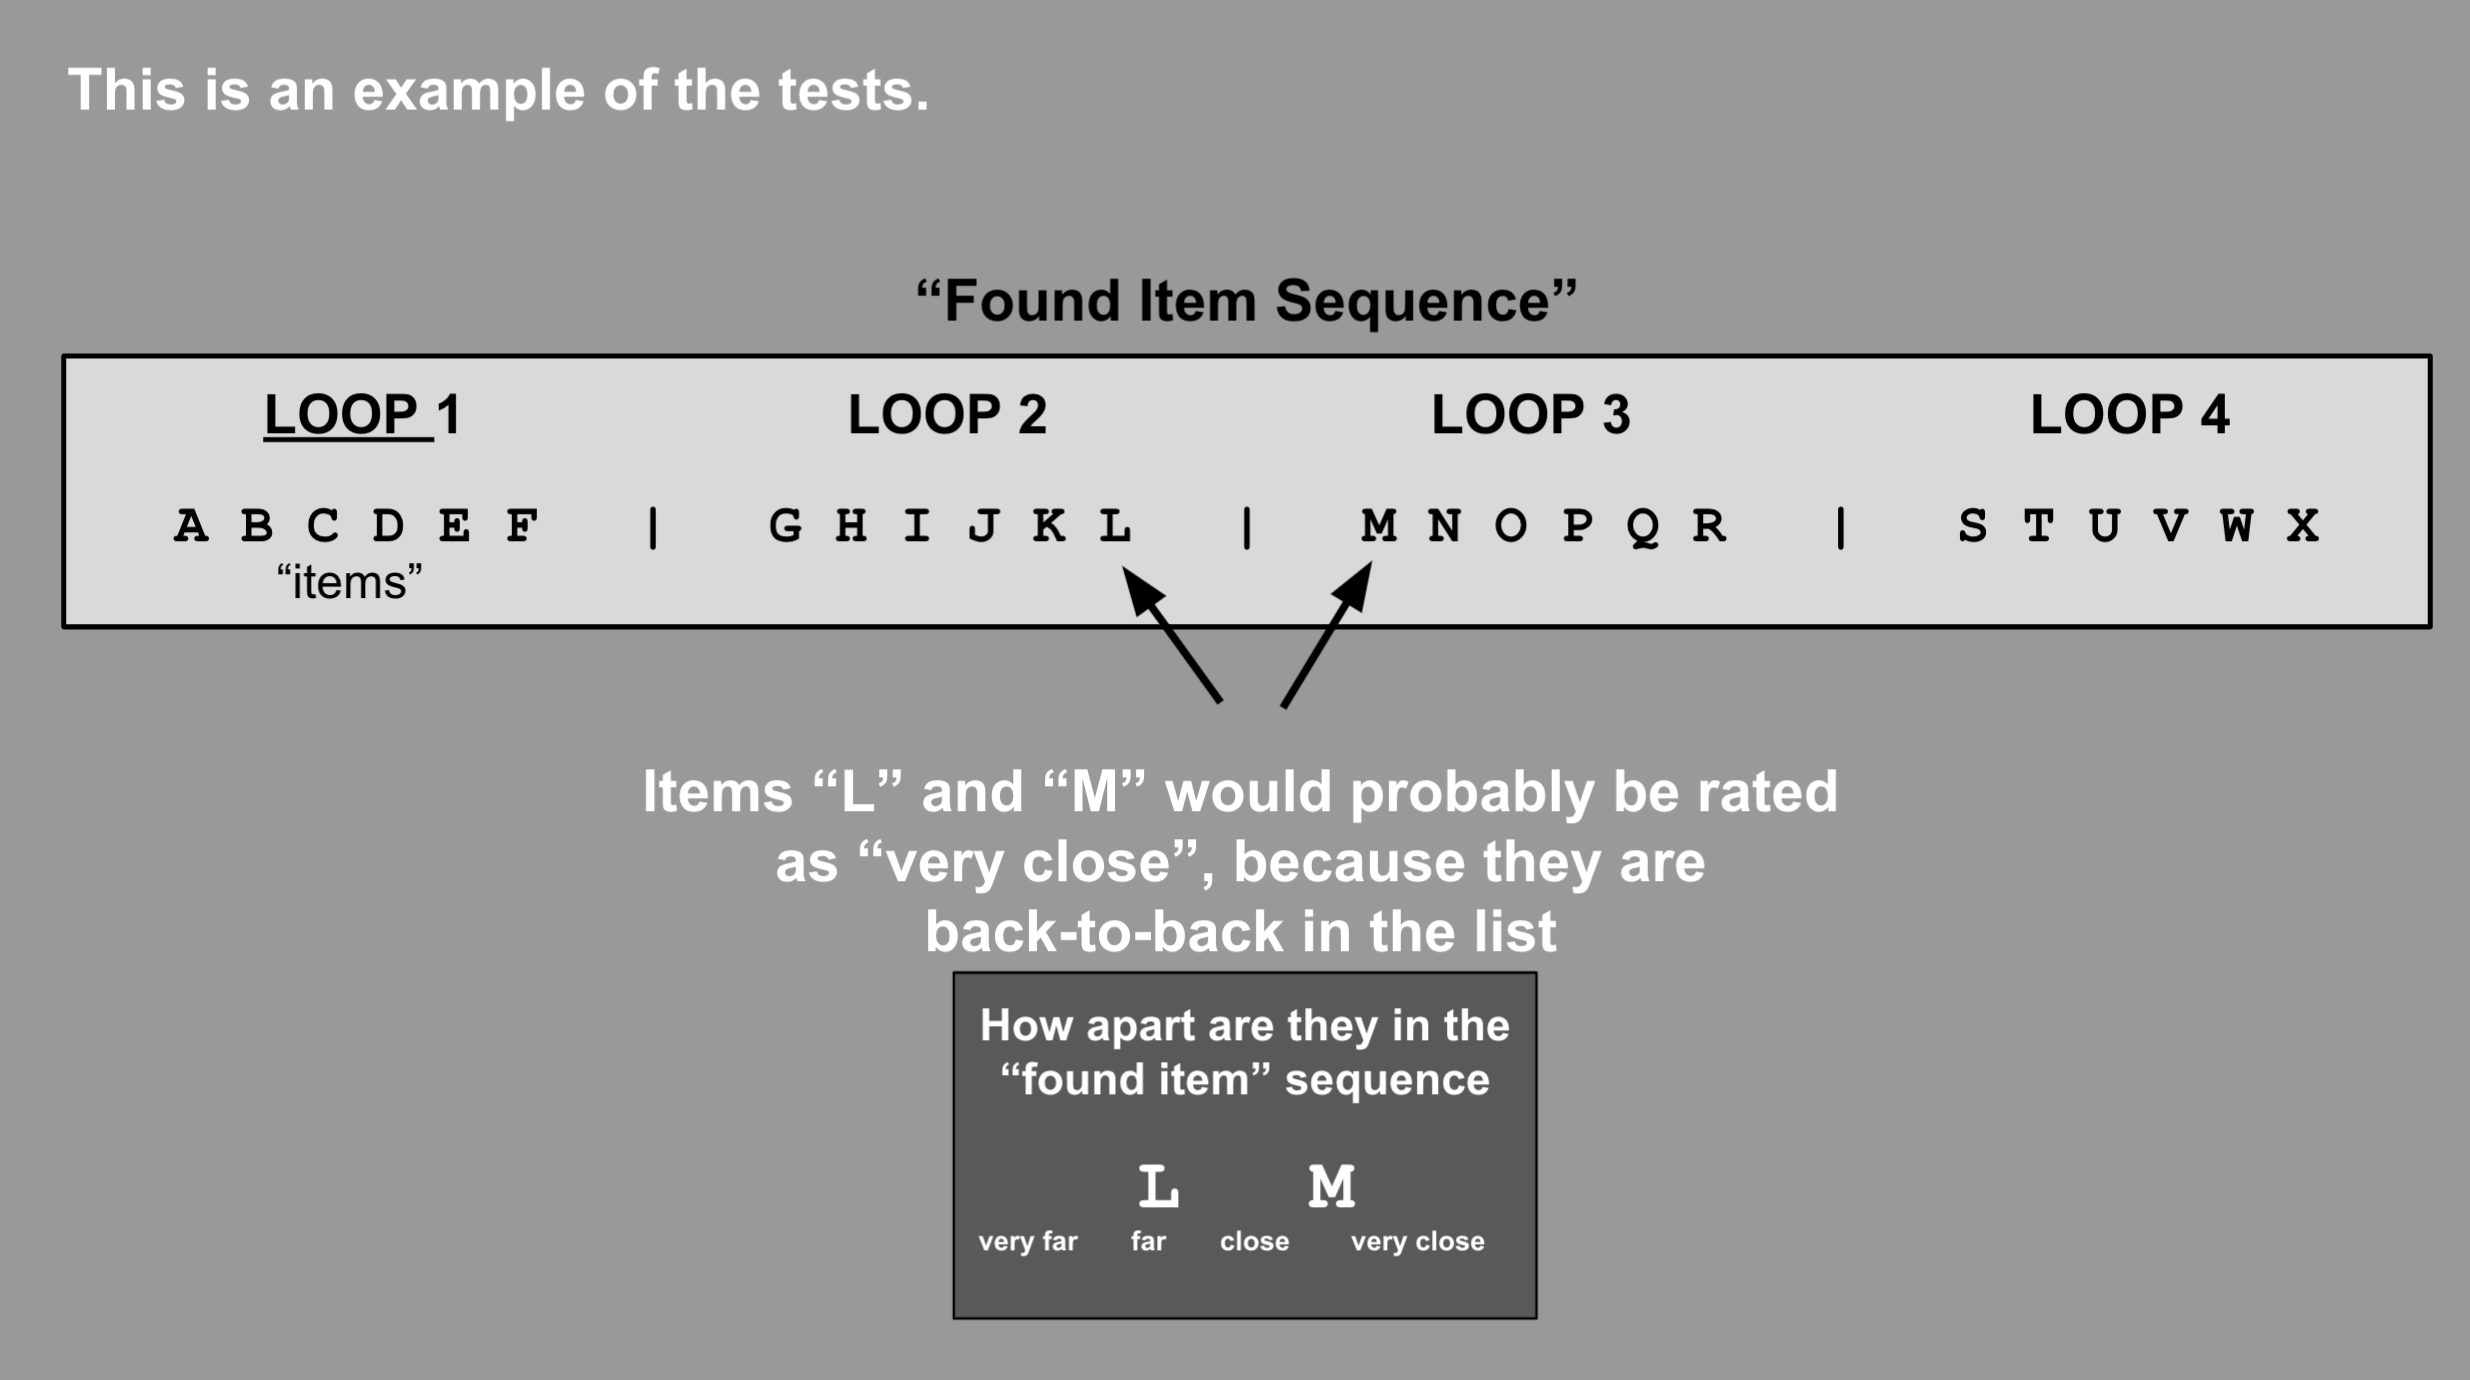 This is an example of the tests.
“Found Item Sequence”
LOOP 1 LOOP 2 LOOP 3 LOOP 4
A B C D E F | G H I J K L | M N O P Q R | S T U V W X
“items”
Items “L” and “M” would probably be rated
as “very close”, because they are
back-to-back in the list
How apart are they in the
“found item” sequence
L M
very far far close very close